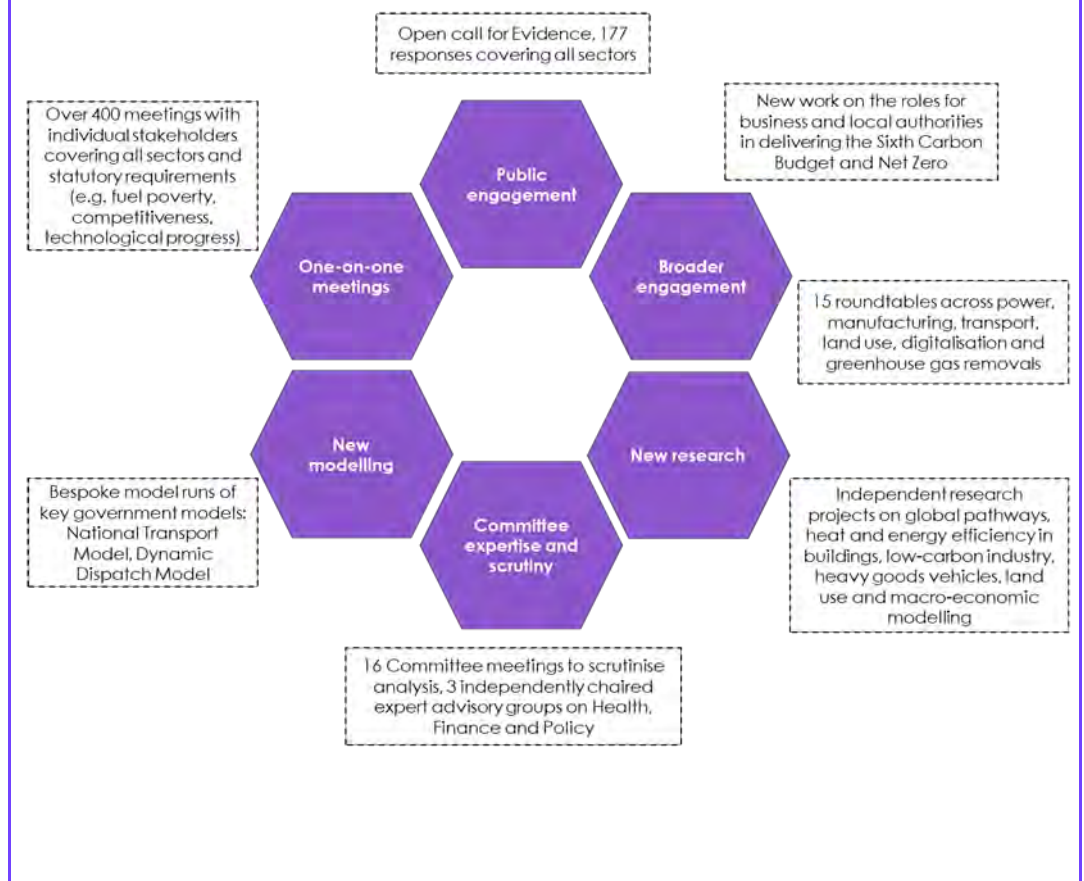 Open call for Evidence, 177
responses covering all sectors
Over 400 meetings with
individual stakeholders
covering all sectors and
statutory requirements
(e.g. fuel poverty,
competitiveness,
technological progress)
New work on the roles for
business and local authorities
in delivering the Sixth Carbon
Budget and Net Zero
Public
engagement
One-on-one
meetings
Broader
engagement
15 roundtables across power,
manufacturing, transport,
land use, digitalisation and
greenhouse gas removals
New
modelling
New research
Bespoke model runs of
key government models:
National Transport
Model, Dynamic
Dispatch Model
Committee
expertise and
scrutiny
Independent research
projects on global pathways,
heat and energy efficiency in
buildings, low-carbon industry,
heavy goods vehicles, land
use and macro-economic
modelling
16 Committee meetings to scrutinise
analysis, 3 independently chaired
expert advisory groups on Health,
Finance and Policy